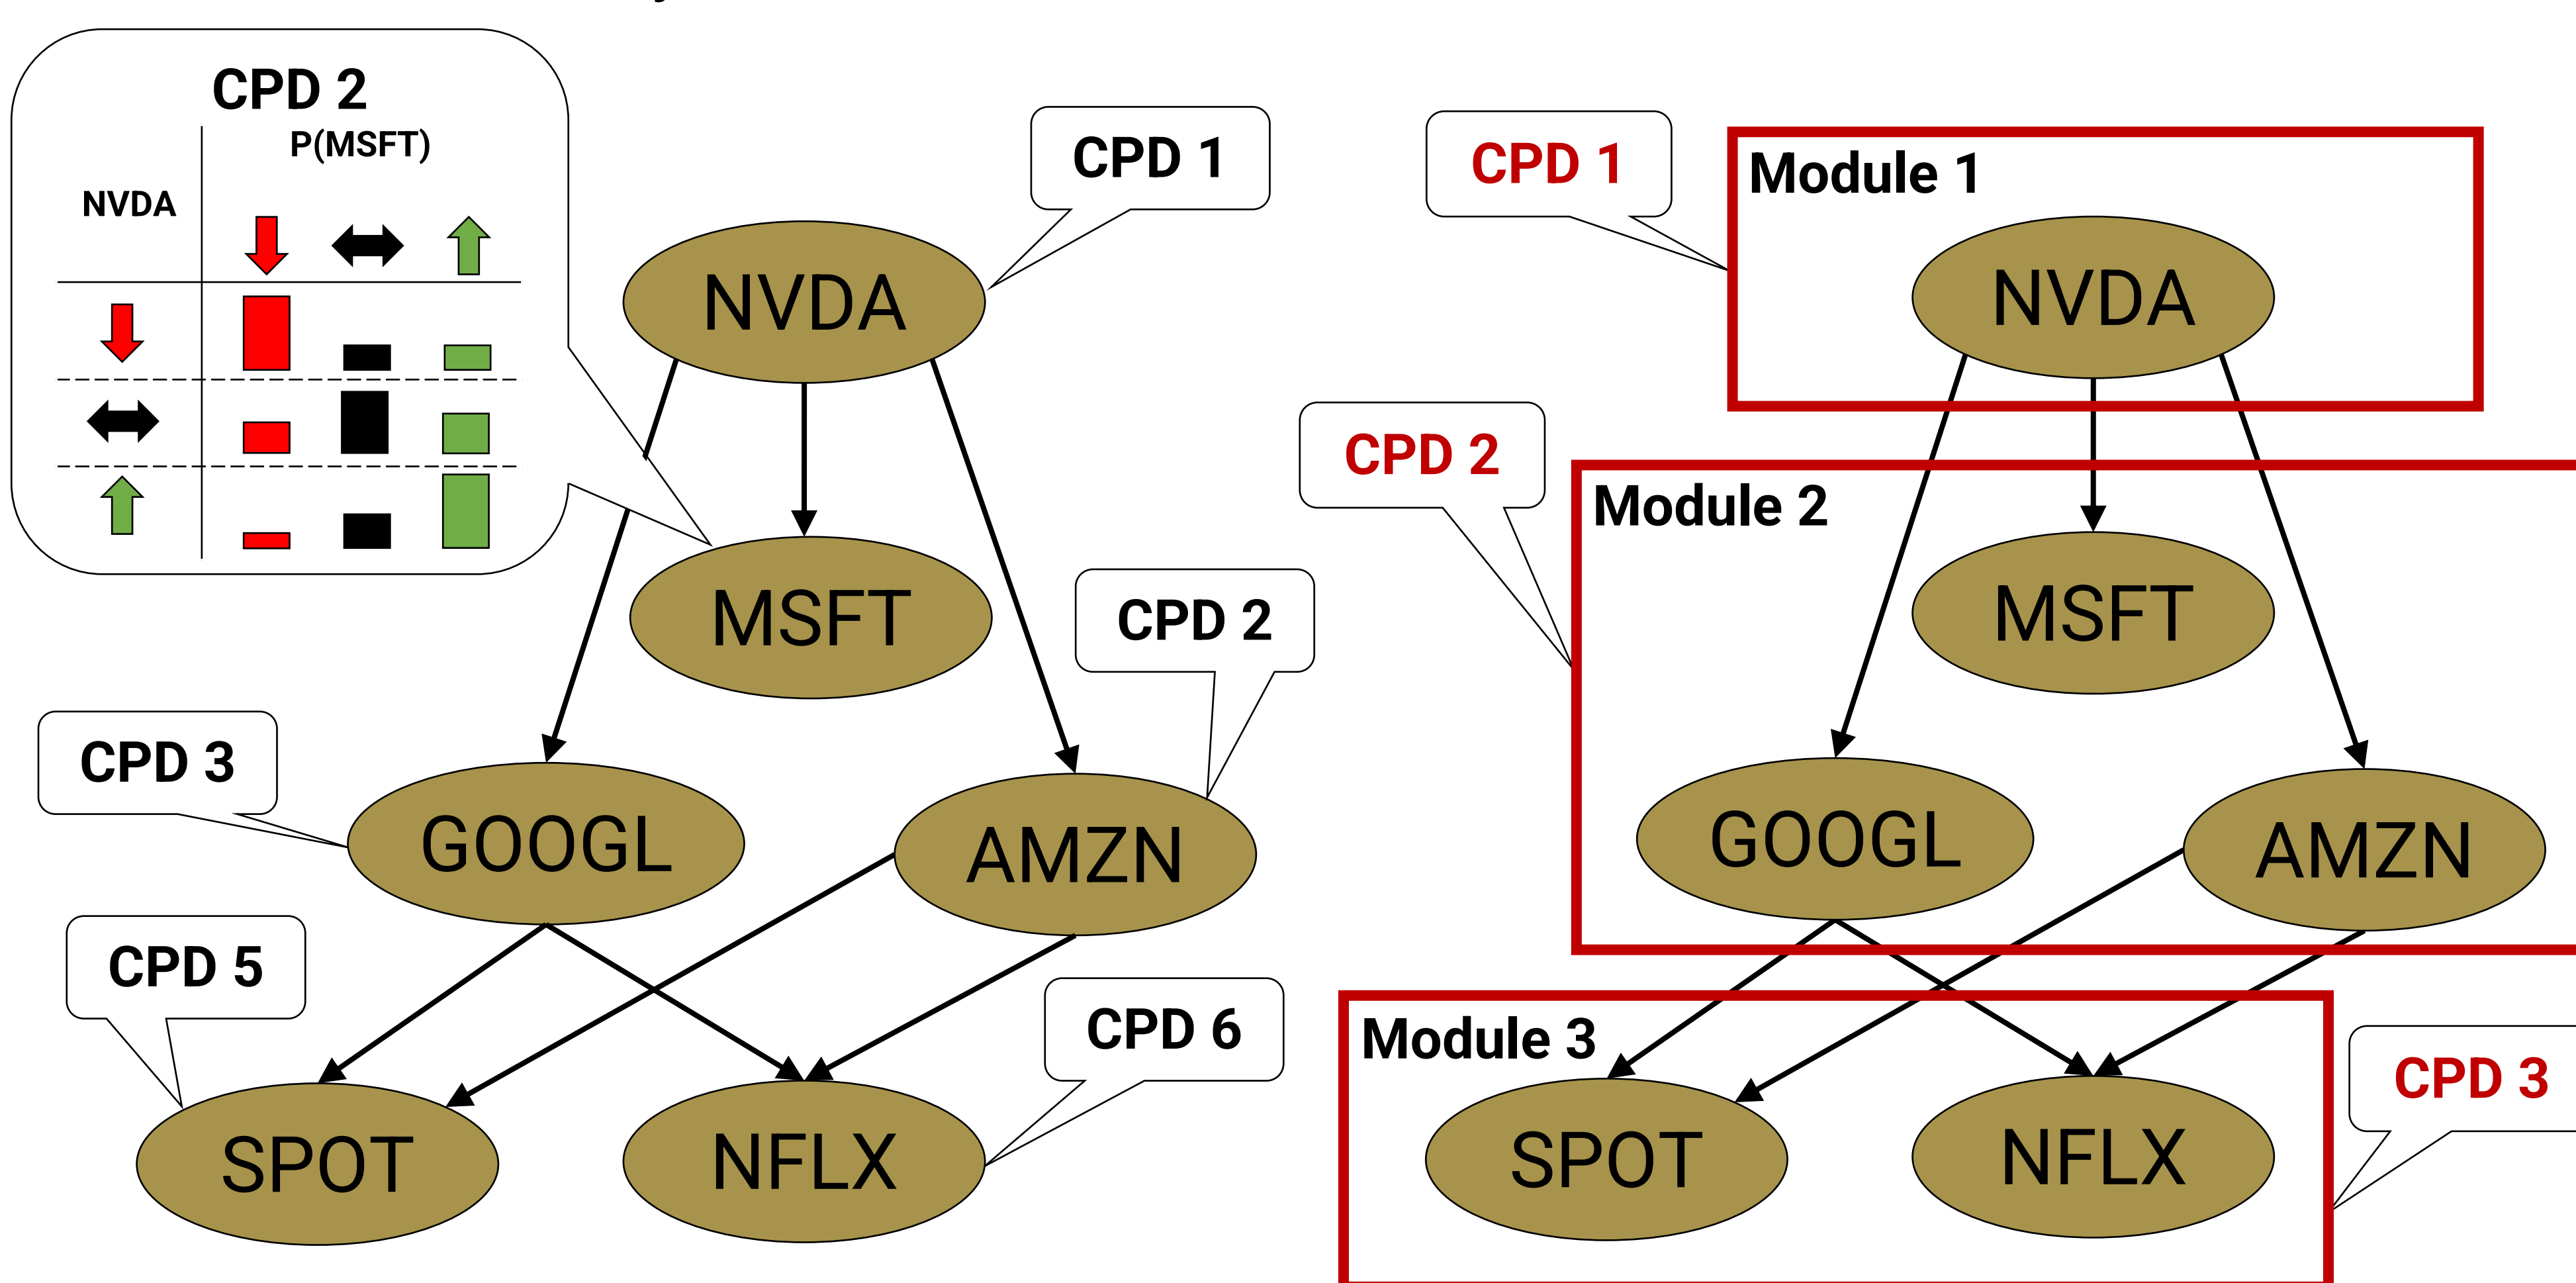 CPD 2
P(MSFT)
NVDA
CPD 1
NVDA
MSFT
CPD 2
CPD 3
GOOGL
AMZN
CPD 5
CPD 6
SPOT
NFLX
CPD 1
Module 1
NVDA
CPD 2
Module 2
MSFT
GOOGL
AMZN
Module 3
CPD 3
SPOT
NFLX